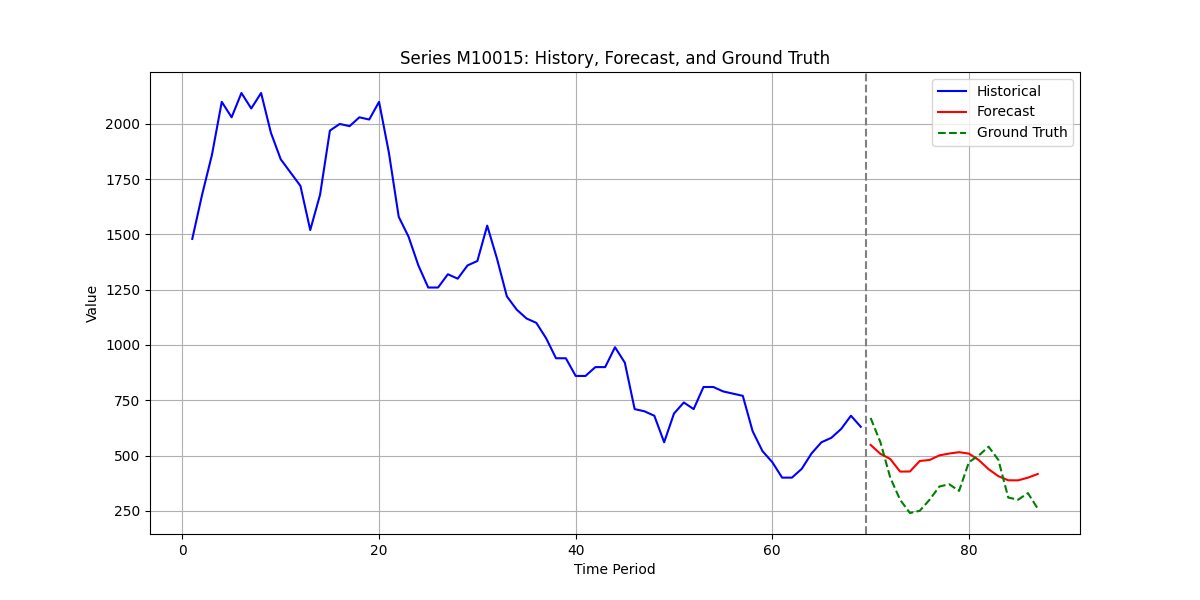 Series M10015: History, Forecast, and Ground Truth
Historical
Forecast
Ground Truth
Value
2000
1750
1500
1250
1000
750
500
250
0 20 40 60 80
Time Period